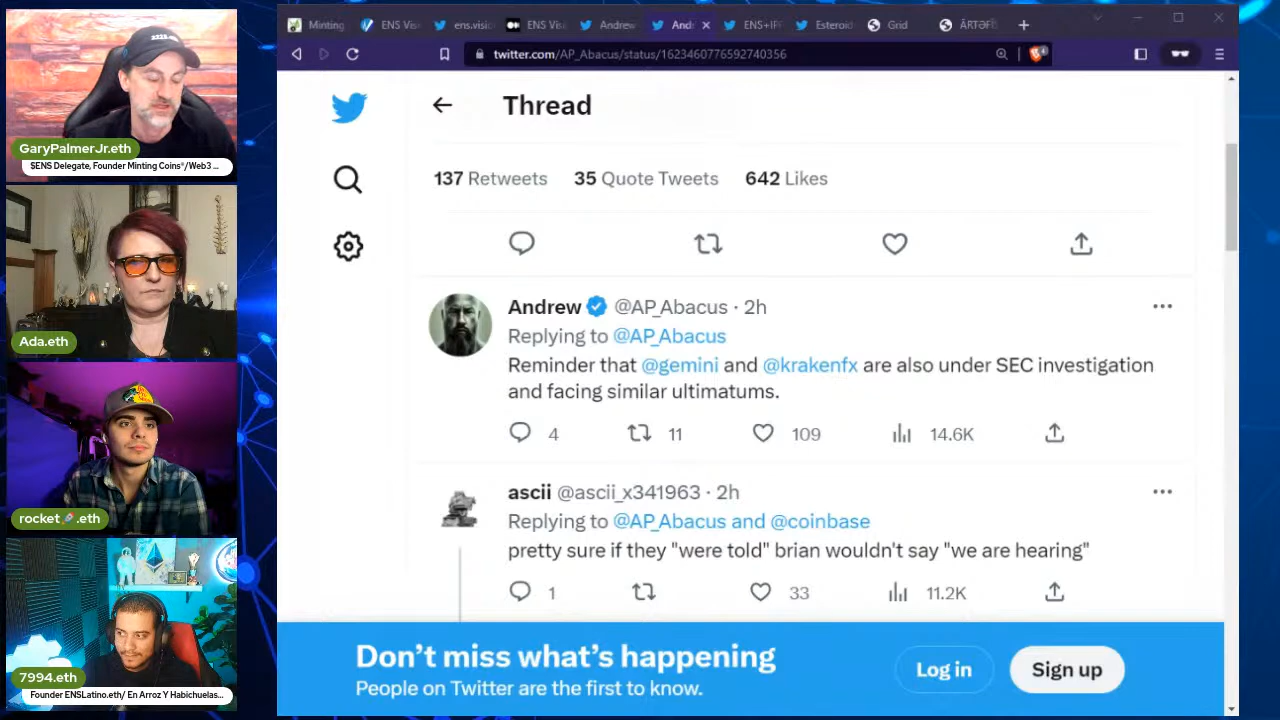 GaryPalmerJr.eth
$ENS Delegate, Founder Minting Coins®/Web3 ...
Ada.eth
rocket🚀.eth
7994.eth
Founder ENSLatino.eth/ En Arroz Y Habichuelas...
Minting
ENS Vis
ens.visi
ENS Vi
Andrew
And
ENS - IF
Esterod
Grid
twitter.com/AP_Abacus/status/1623460776592740356
Thread
137 Retweets 35 Quote Tweets 642 Likes
Andrew @AP_Abacus · 2h
Replying to @AP_Abacus
Reminder that @gemini and @krakenfx are also under SEC investigation
and facing similar ultimatums.
4 11 109 14.6K
ascii @ascii_x341963 · 2h
Replying to @AP_Abacus and @coinbase
pretty sure if they "were told" brian wouldn't say "we are hearing"
1 33 11.2K
Don't miss what's happening
People on Twitter are the first to know.
Log in
Sign up